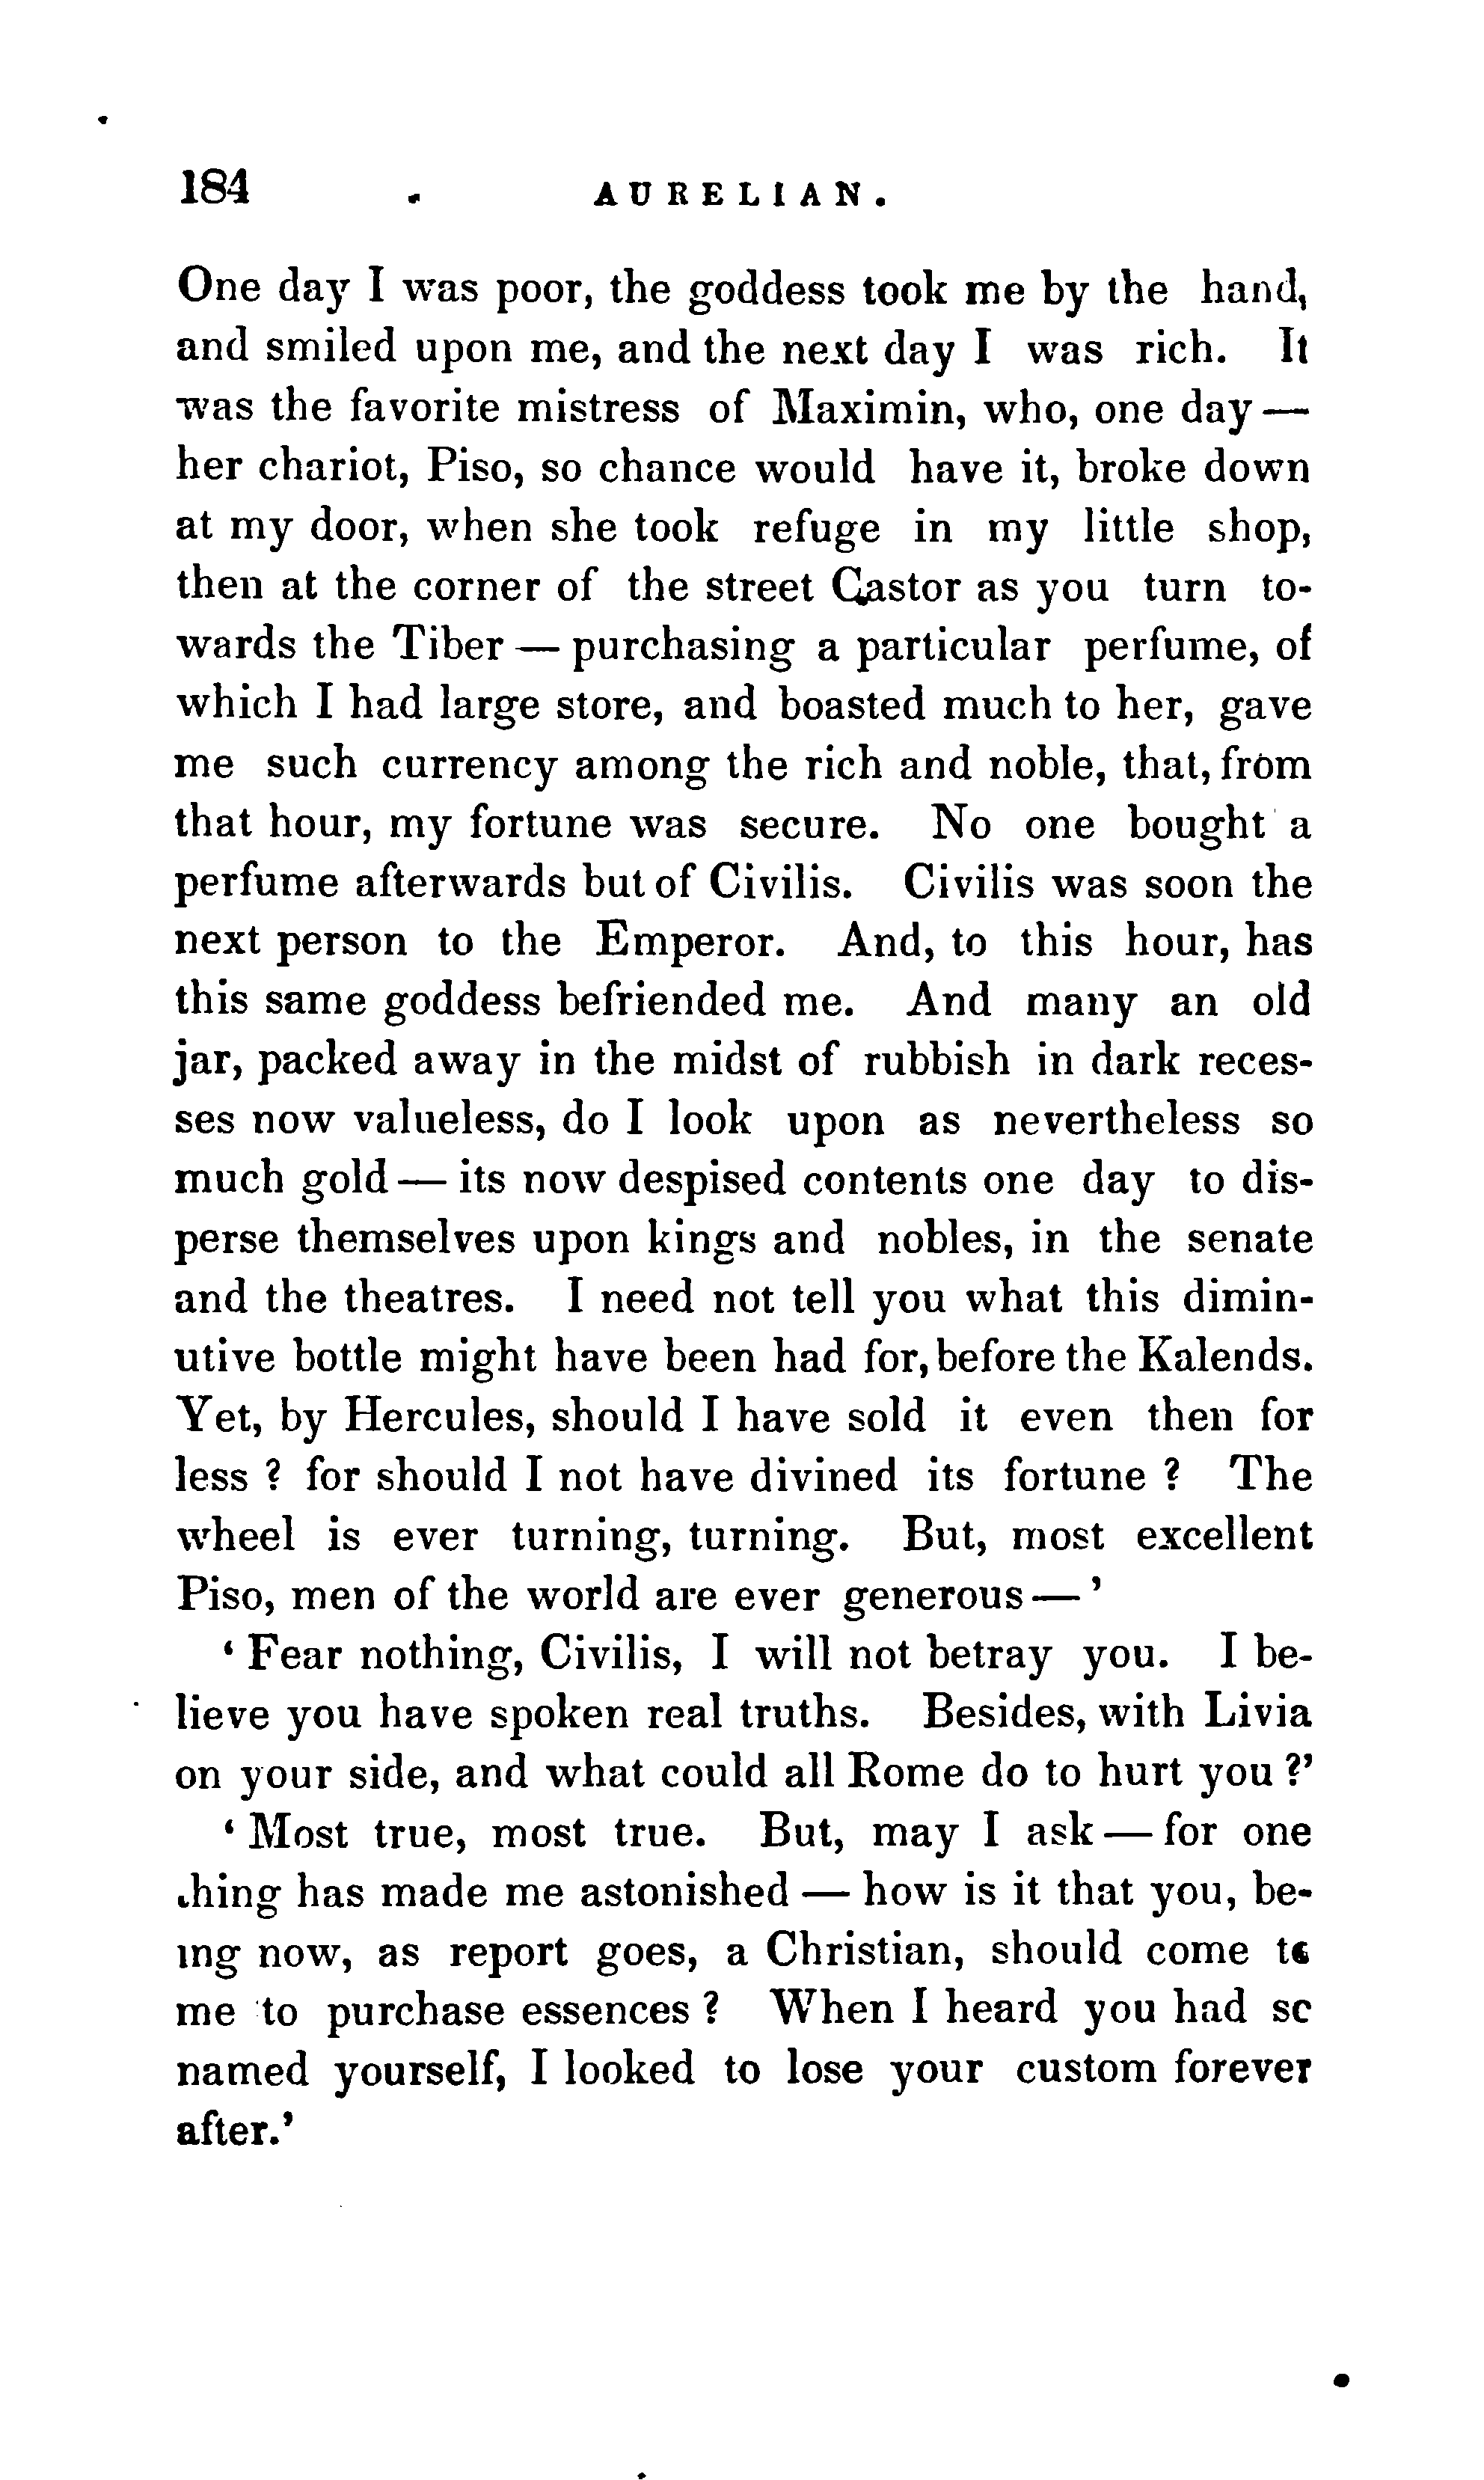 184 AURELIAN.
One day I was poor, the goddess took me by the hand,
and smiled upon me, and the next day I was rich. It
was the favorite mistress of Maximin, who, one day—
her chariot, Piso, so chance would have it, broke down
at my door, when she took refuge in my little shop,
then at the corner of the street Castor as you turn to-
wards the Tiber — purchasing a particular perfume, of
which I had large store, and boasted much to her, gave
me such currency among the rich and noble, that, from
that hour, my fortune was secure. No one bought a
perfume afterwards but of Civilis. Civilis was soon the
next person to the Emperor. And, to this hour, has
this same goddess befriended me. And many an old
jar, packed away in the midst of rubbish in dark reces-
ses now valueless, do I look upon as nevertheless so
much gold — its now despised contents one day to dis-
perse themselves upon kings and nobles, in the senate
and the theatres. I need not tell you what this dimin-
utive bottle might have been had for, before the Kalends.
Yet, by Hercules, should I have sold it even then for
less ? for should I not have divined its fortune ? The
wheel is ever turning, turning. But, most excellent
Piso, men of the world are ever generous — '
' Fear nothing, Civilis, I will not betray you. I be-
lieve you have spoken real truths. Besides, with Livia
on your side, and what could all Rome do to hurt you ?'
' Most true, most true. But, may I ask — for one
thing has made me astonished — how is it that you, be-
ing now, as report goes, a Christian, should come to
me to purchase essences ? When I heard you had so
named yourself, I looked to lose your custom forever
after.'